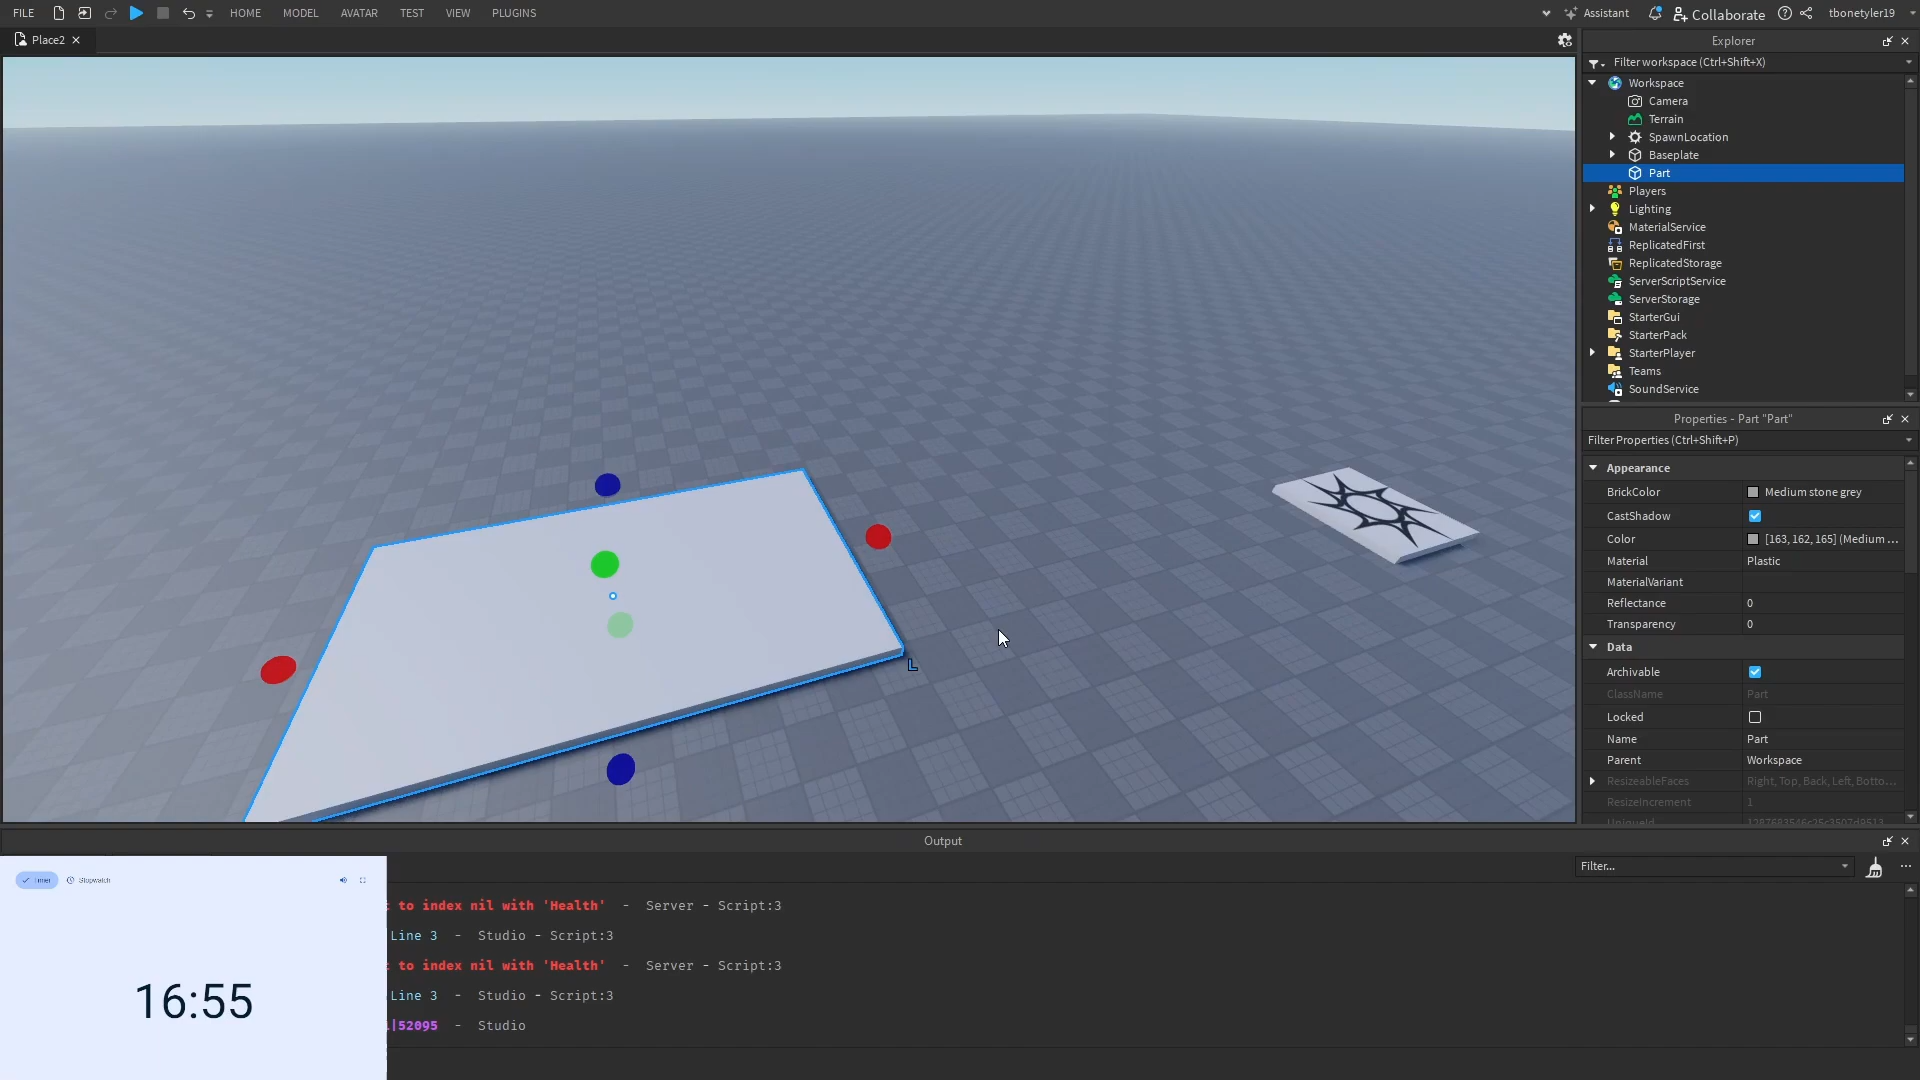 FILE HOME MODEL AVATAR TEST VIEW PLUGINS Assistant Collaborate tbonetyler19
Place2
Explorer
Filter workspace (Ctrl+Shift+X)
Workspace
Camera
Terrain
SpawnLocation
Baseplate
Part
Players
Lighting
MaterialService
ReplicatedFirst
ReplicatedStorage
ServerScriptService
ServerStorage
StarterGui
StarterPack
StarterPlayer
Teams
SoundService
Properties - Part "Part"
Filter Properties (Ctrl+Shift+P)
Appearance
BrickColor Medium stone grey
CastShadow
Color [163, 162, 165] (Medium ...
Material Plastic
MaterialVariant
Reflectance 0
Transparency 0
Data
Archivable
ClassName Part
Locked
Name Part
Parent Workspace
ResizeableFaces Right, Top, Back, Left, Botto...
ResizeIncrement 1
L
Output
Filter...
Timer Stopwatch
16:55
to index nil with 'Health' - Server - Script:3
Line 3 - Studio - Script:3
to index nil with 'Health' - Server - Script:3
Line 3 - Studio - Script:3
|52095 - Studio